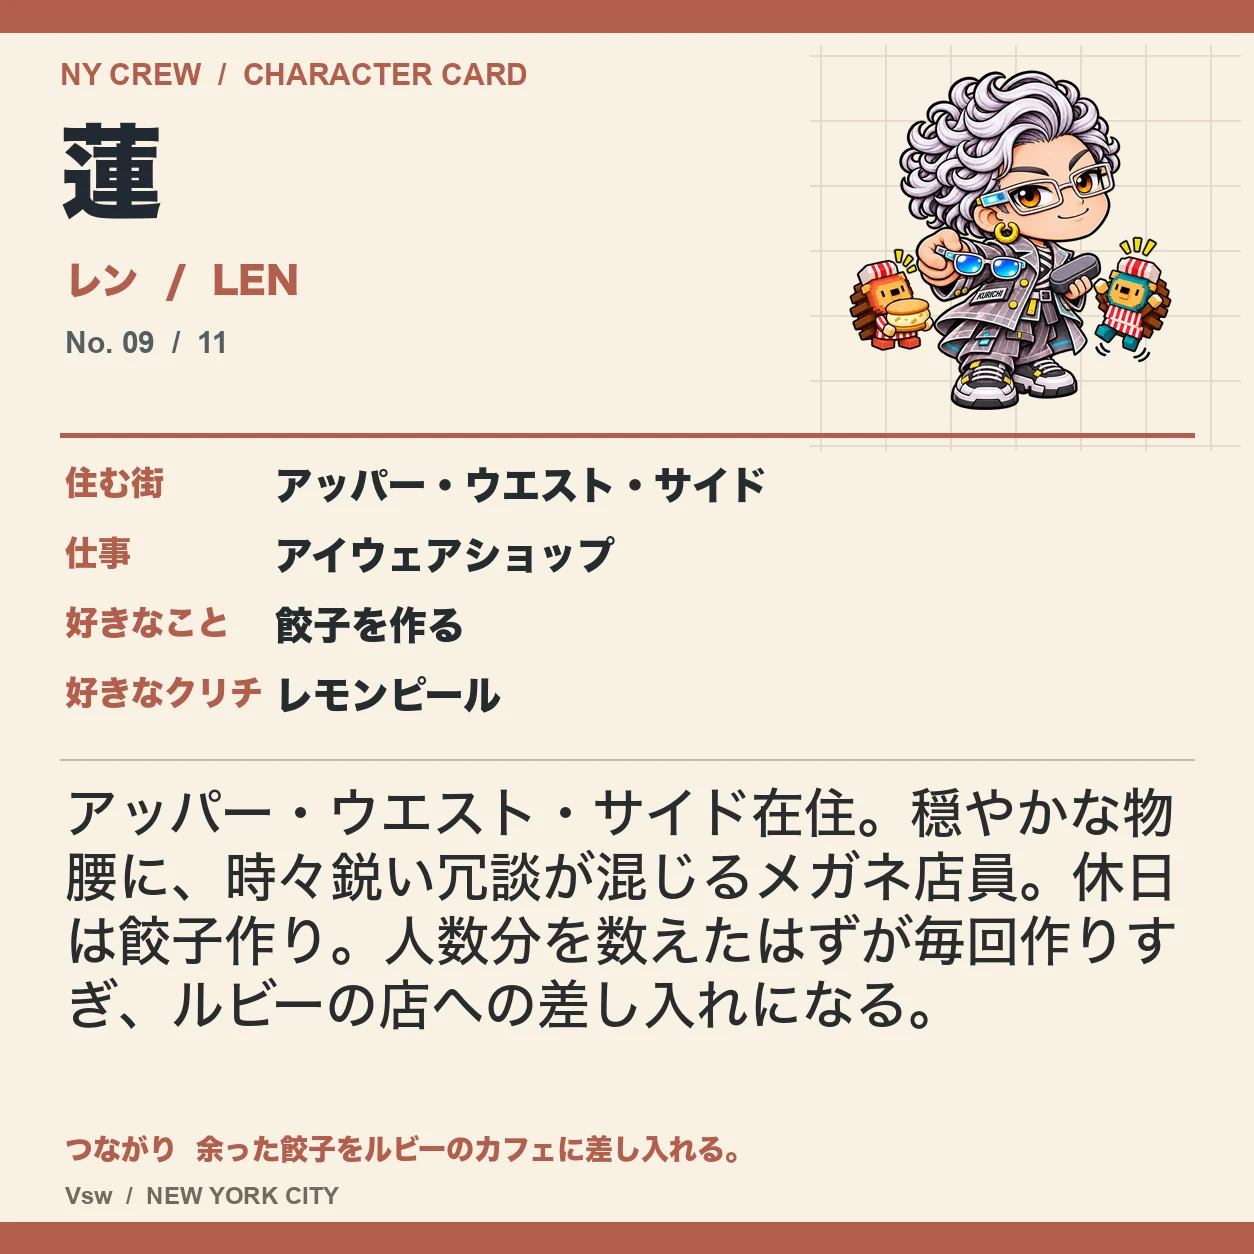 NY CREW / CHARACTER CARD
蓮
レン / LEN
No. 09 / 11
KURICHI
住む街 アッパー・ウエスト・サイド
仕事 アイウェアショップ
好きなこと 餃子を作る
好きなクリチ レモンピール
アッパー・ウエスト・サイド在住。穏やかな物
腰に、時々鋭い冗談が混じるメガネ店員。休日
は餃子作り。人数分を数えたはずが毎回作りす
ぎ、ルビーの店への差し入れになる。
つながり 余った餃子をルビーのカフェに差し入れる。
Vsw / NEW YORK CITY